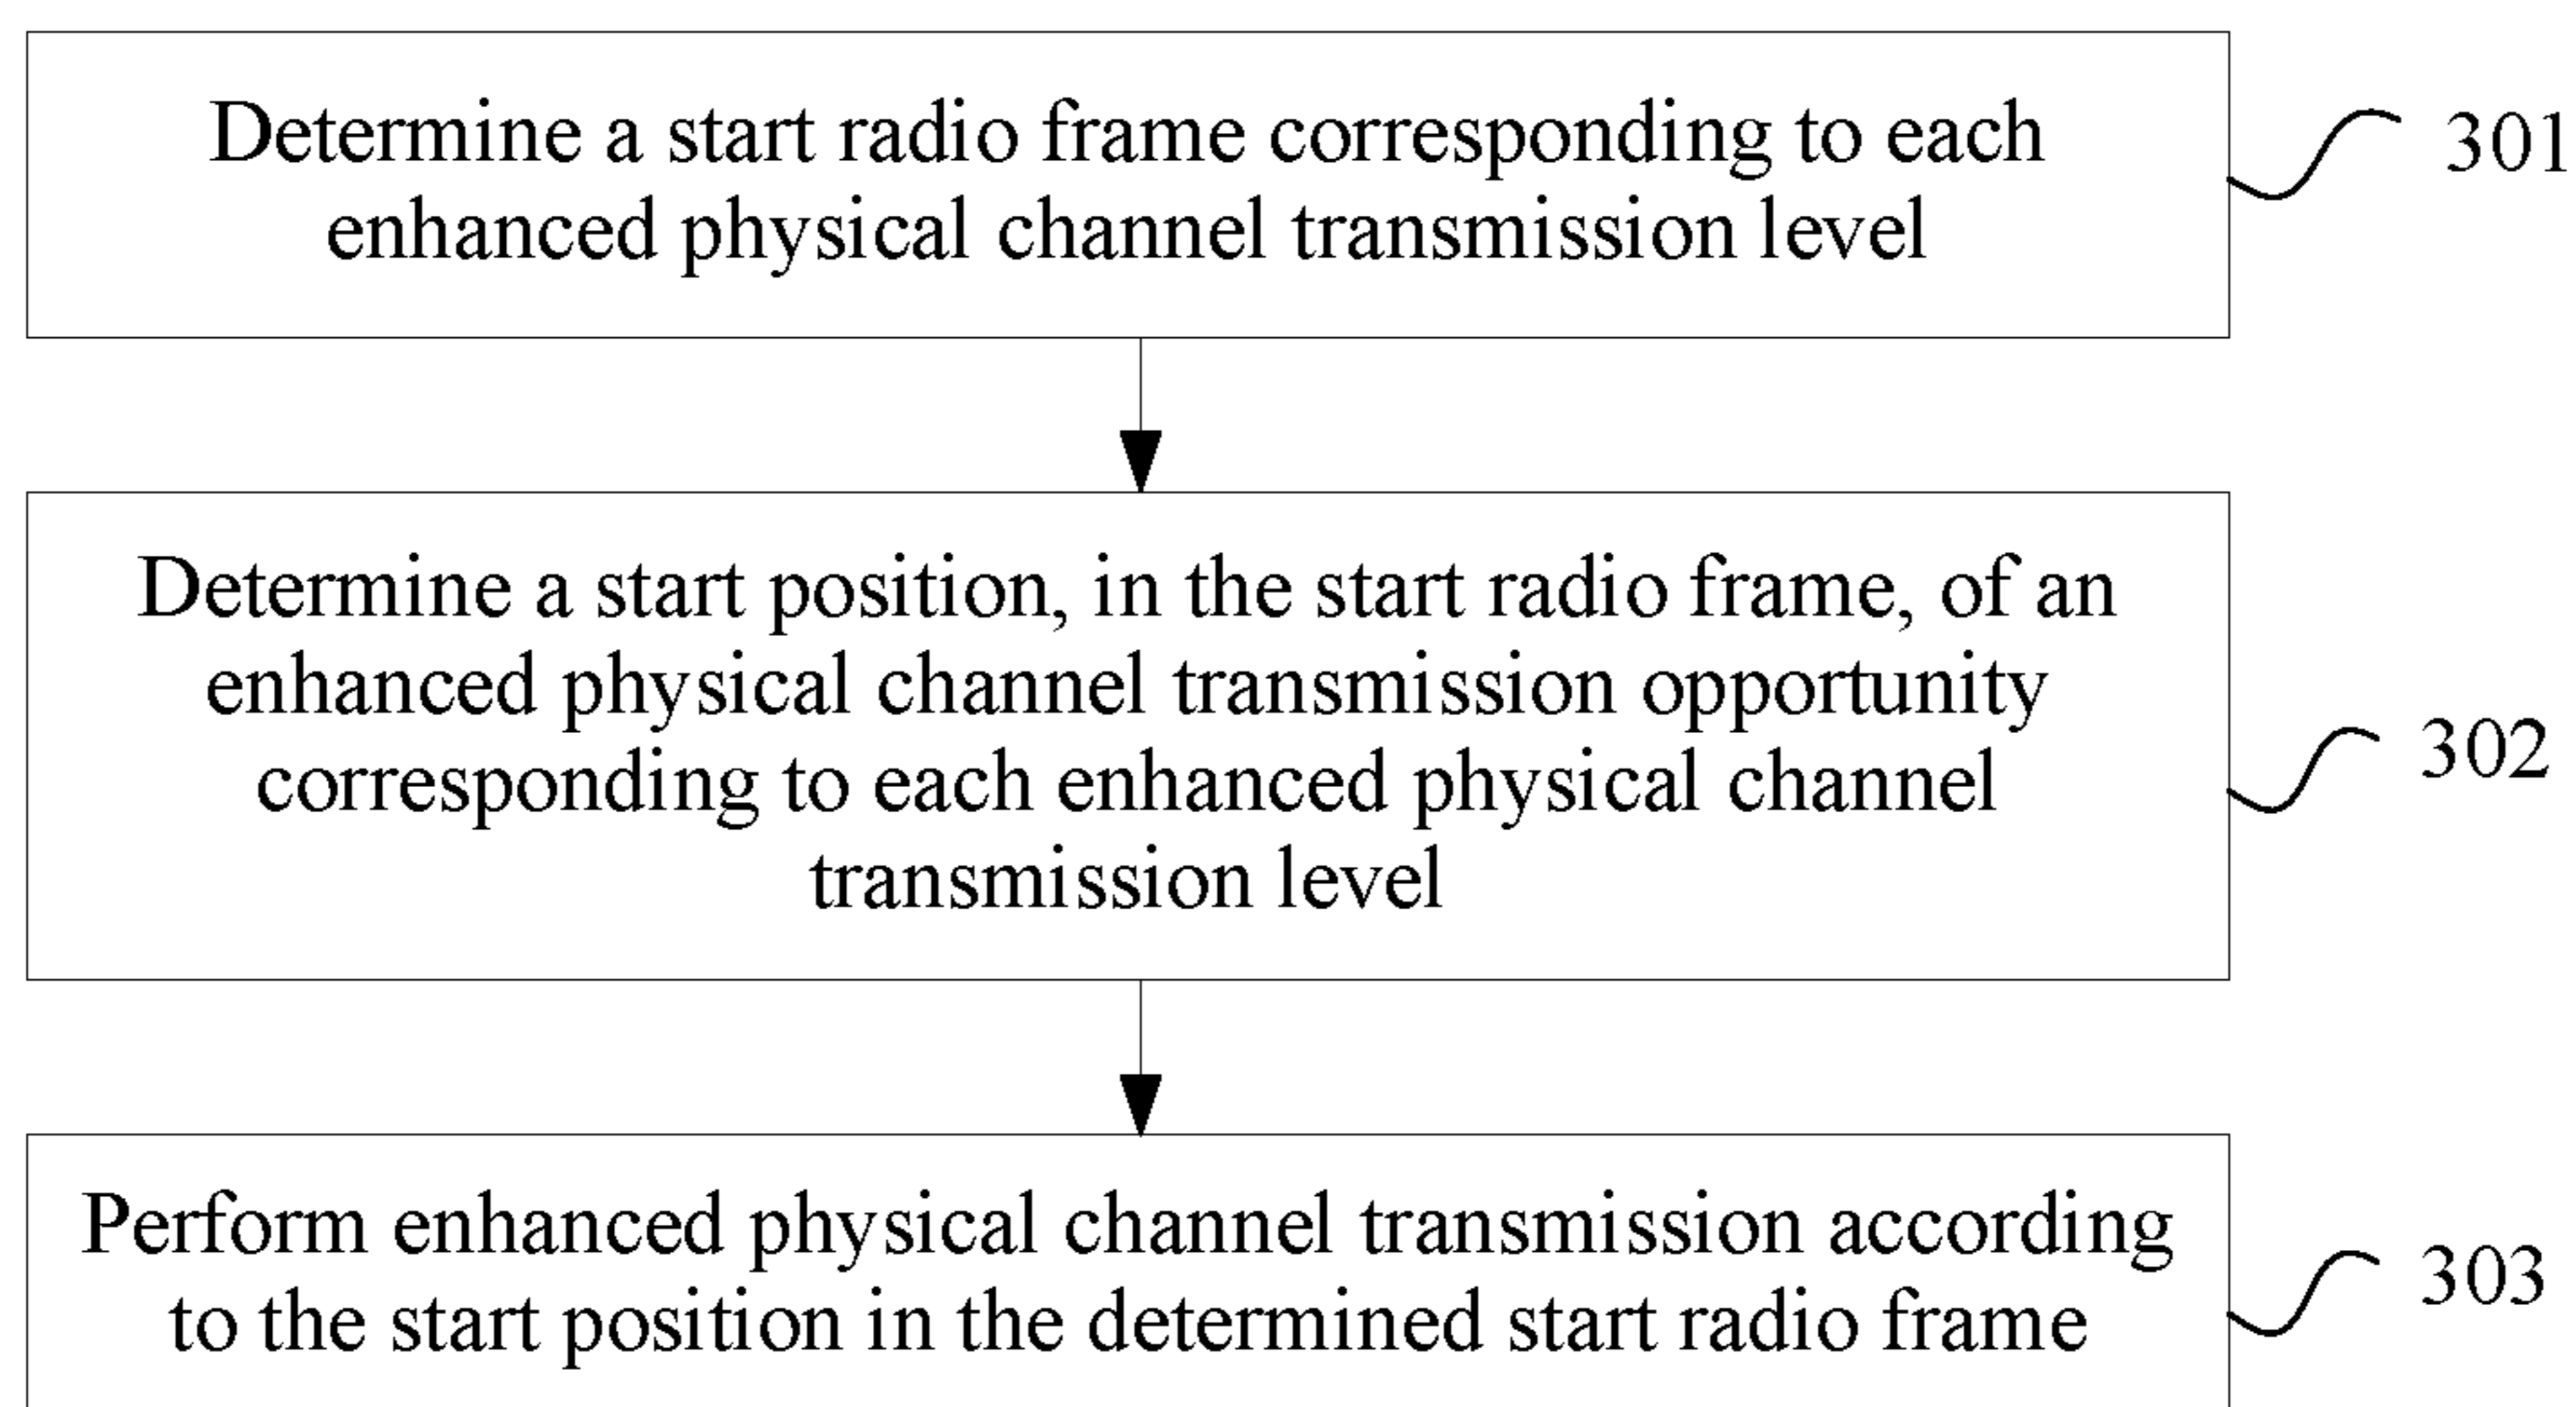 Determine a start radio frame corresponding to each
enhanced physical channel transmission level
301
Determine a start position, in the start radio frame, of an
enhanced physical channel transmission opportunity
corresponding to each enhanced physical channel
transmission level
302
Perform enhanced physical channel transmission according
to the start position in the determined start radio frame
303